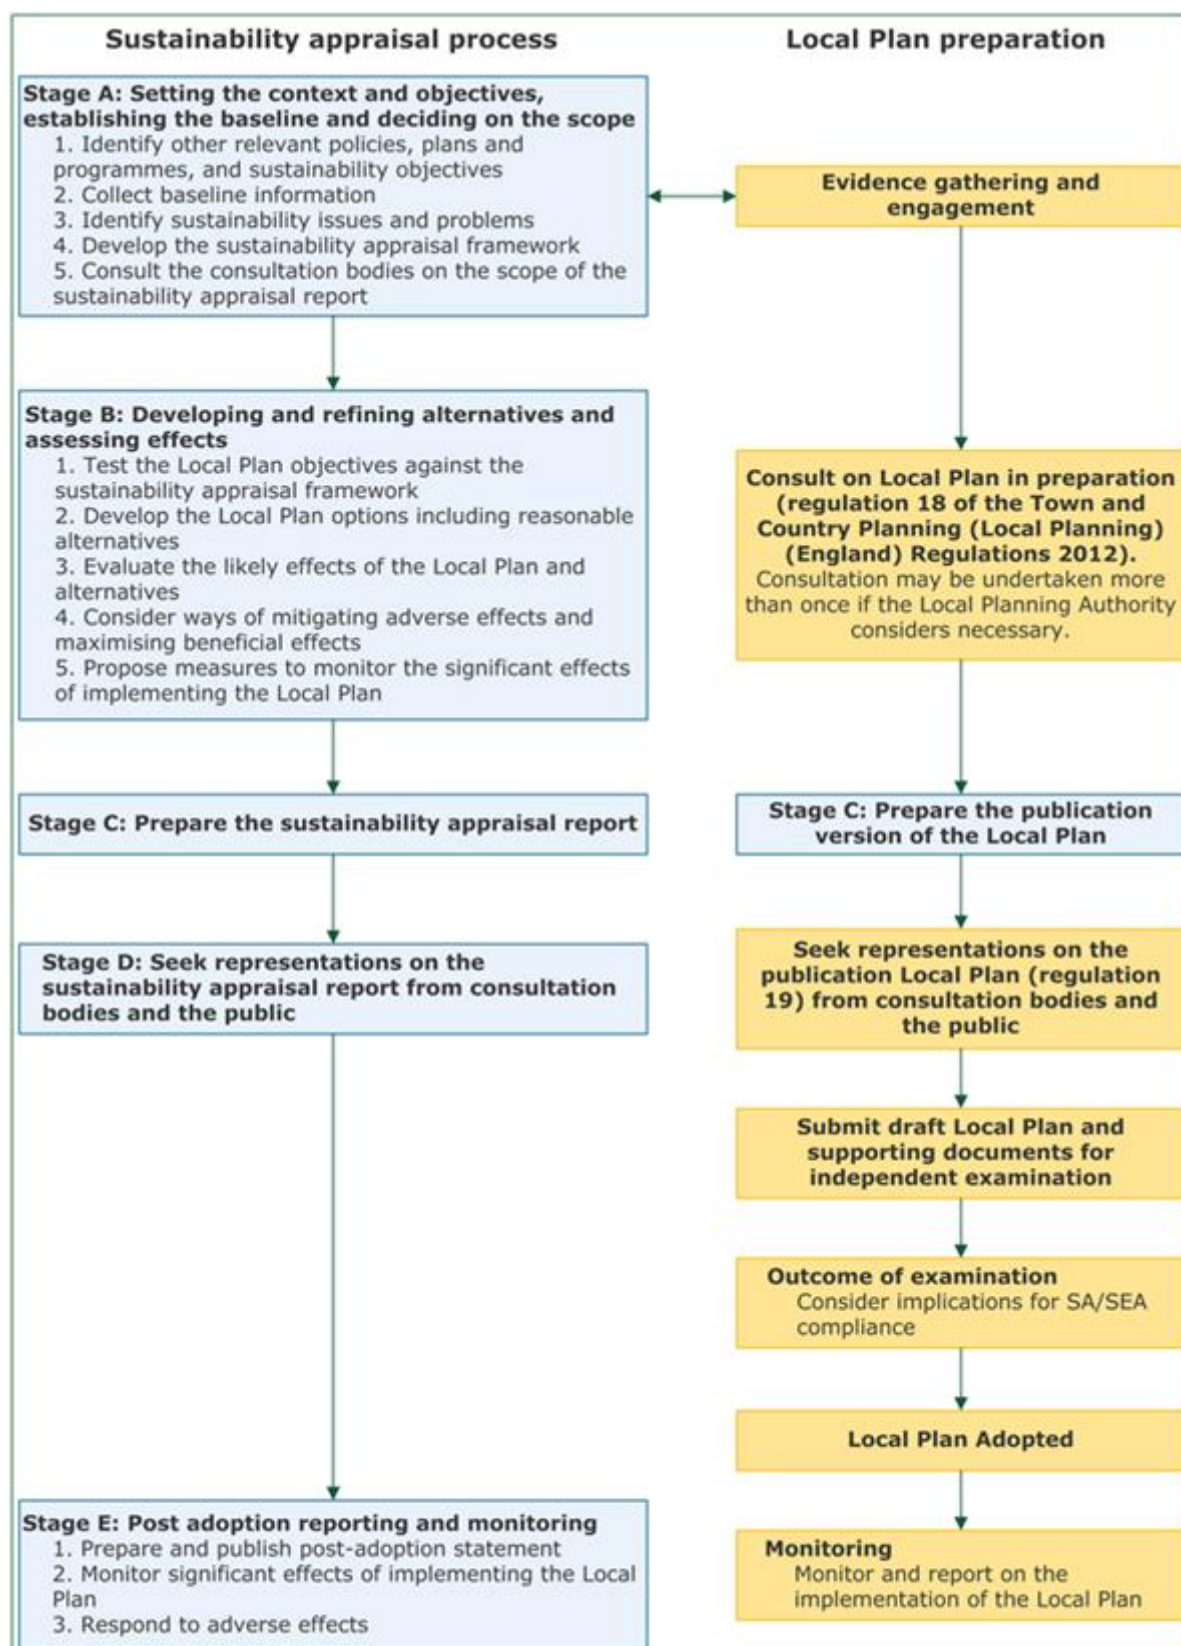 Sustainability appraisal process
Stage A: Setting the context and objectives,
establishing the baseline and deciding on the scope
1. Identify other relevant policies, plans and
programmes, and sustainability objectives
2. Collect baseline information
3. Identify sustainability issues and problems
4. Develop the sustainability appraisal framework
5. Consult the consultation bodies on the scope of the
sustainability appraisal report
Stage B: Developing and refining alternatives and
assessing effects
1. Test the Local Plan objectives against the
sustainability appraisal framework
2. Develop the Local Plan options including reasonable
alternatives
3. Evaluate the likely effects of the Local Plan and
alternatives
4. Consider ways of mitigating adverse effects and
maximising beneficial effects
5. Propose measures to monitor the significant effects
of implementing the Local Plan
Stage C: Prepare the sustainability appraisal report
Stage D: Seek representations on the
sustainability appraisal report from consultation
bodies and the public
Stage E: Post adoption reporting and monitoring
1. Prepare and publish post-adoption statement
2. Monitor significant effects of implementing the Local
Plan
3. Respond to adverse effects
Local Plan preparation
Evidence gathering and
engagement
Consult on Local Plan in preparation
(regulation 18 of the Town and
Country Planning (Local Planning)
(England) Regulations 2012).
Consultation may be undertaken more
than once if the Local Planning Authority
considers necessary.
Stage C: Prepare the publication
version of the Local Plan
Seek representations on the
publication Local Plan (regulation
19) from consultation bodies and
the public
Submit draft Local Plan and
supporting documents for
independent examination
Outcome of examination
Consider implications for SA/SEA
compliance
Local Plan Adopted
Monitoring
Monitor and report on the
implementation of the Local Plan